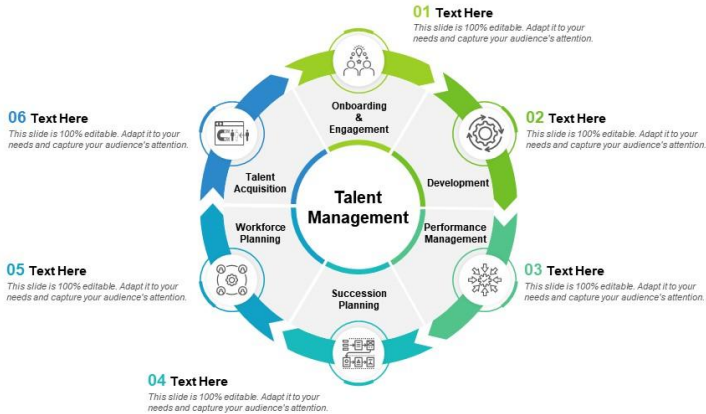 01 Text Here
This slide is 100% editable. Adapt it to your
needs and capture your audience's attention.
02 Text Here
This slide is 100% editable. Adapt it to your
needs and capture your audience's attention.
03 Text Here
This slide is 100% editable. Adapt it to your
needs and capture your audience's attention.
04 Text Here
This slide is 100% editable. Adapt it to your
needs and capture your audience's attention.
05 Text Here
This slide is 100% editable. Adapt it to your
needs and capture your audience's attention.
06 Text Here
This slide is 100% editable. Adapt it to your
needs and capture your audience's attention.
Onboarding
&
Engagement
Development
Performance
Management
Succession
Planning
Workforce
Planning
Talent
Acquisition
Talent
Management